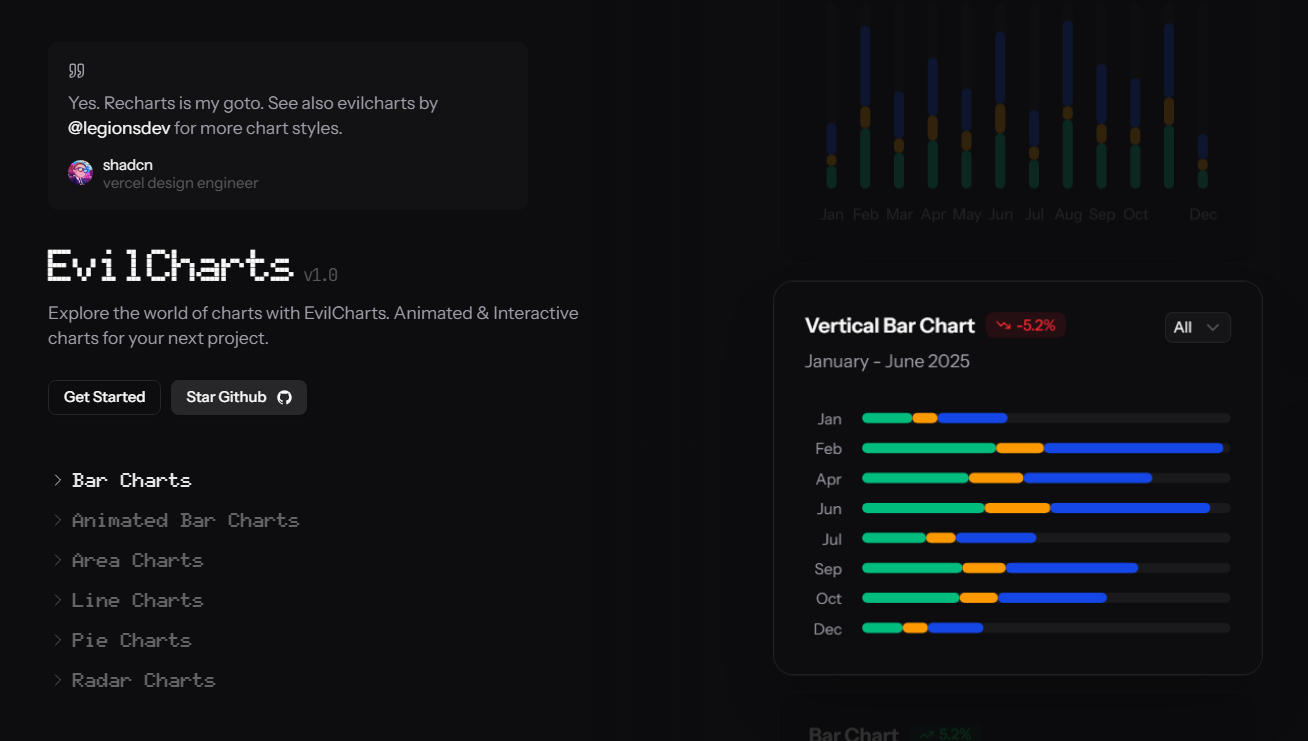 Yes. Recharts is my goto. See also evilcharts by
@legionsdev for more chart styles.
shadcn
vercel design engineer
EvilCharts v1.0
Explore the world of charts with EvilCharts. Animated & Interactive
charts for your next project.
Get Started
Star Github
Bar Charts
Animated Bar Charts
Area Charts
Line Charts
Pie Charts
Radar Charts
Jan Feb Mar Apr May Jun Jul Aug Sep Oct Dec
Vertical Bar Chart -5.2%
All
January - June 2025
Jan
Feb
Apr
Jun
Jul
Sep
Oct
Dec
Bar Chart 5.2%